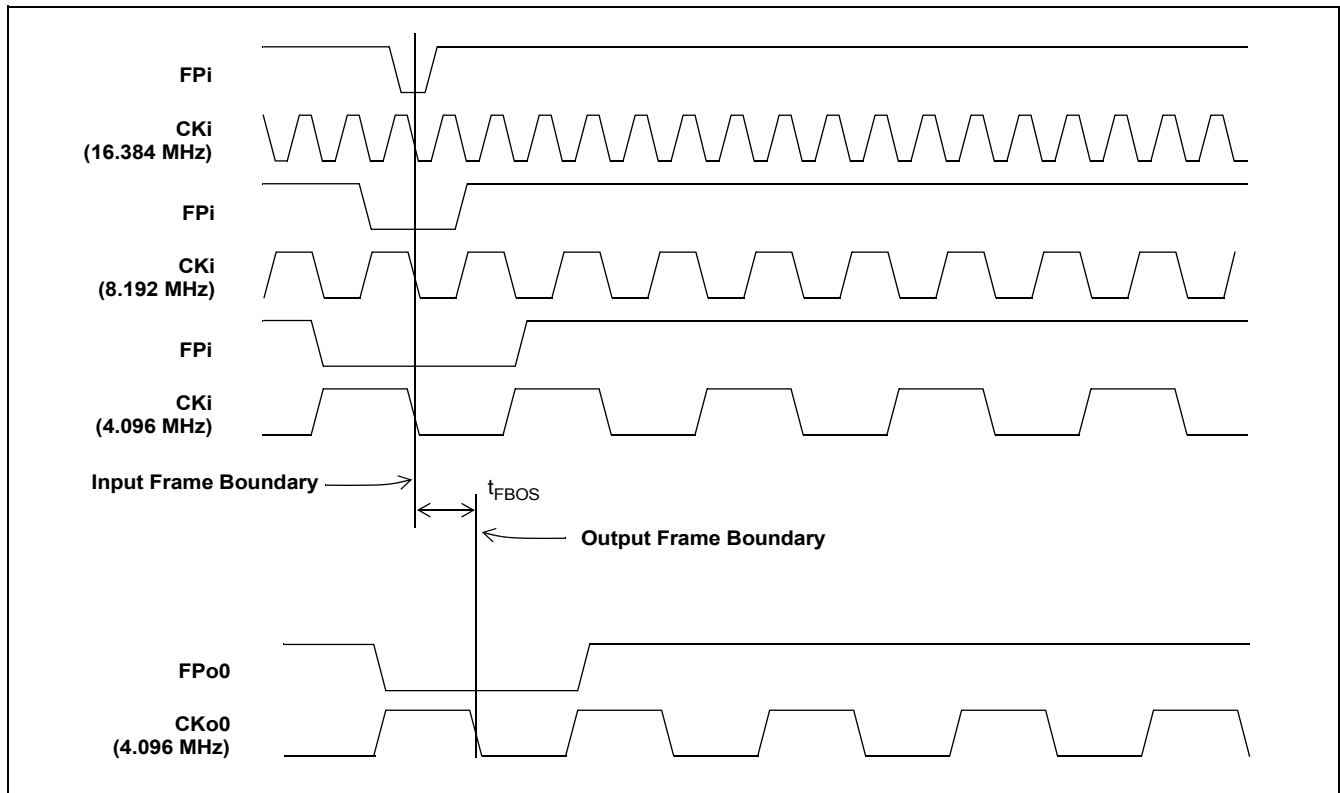 FPi
CKi
(16.384 MHz)
FPi
CKi
(8.192 MHz)
FPi
CKi
(4.096 MHz)
Input Frame Boundary
tFBOS
Output Frame Boundary
FPo0
CKo0
(4.096 MHz)